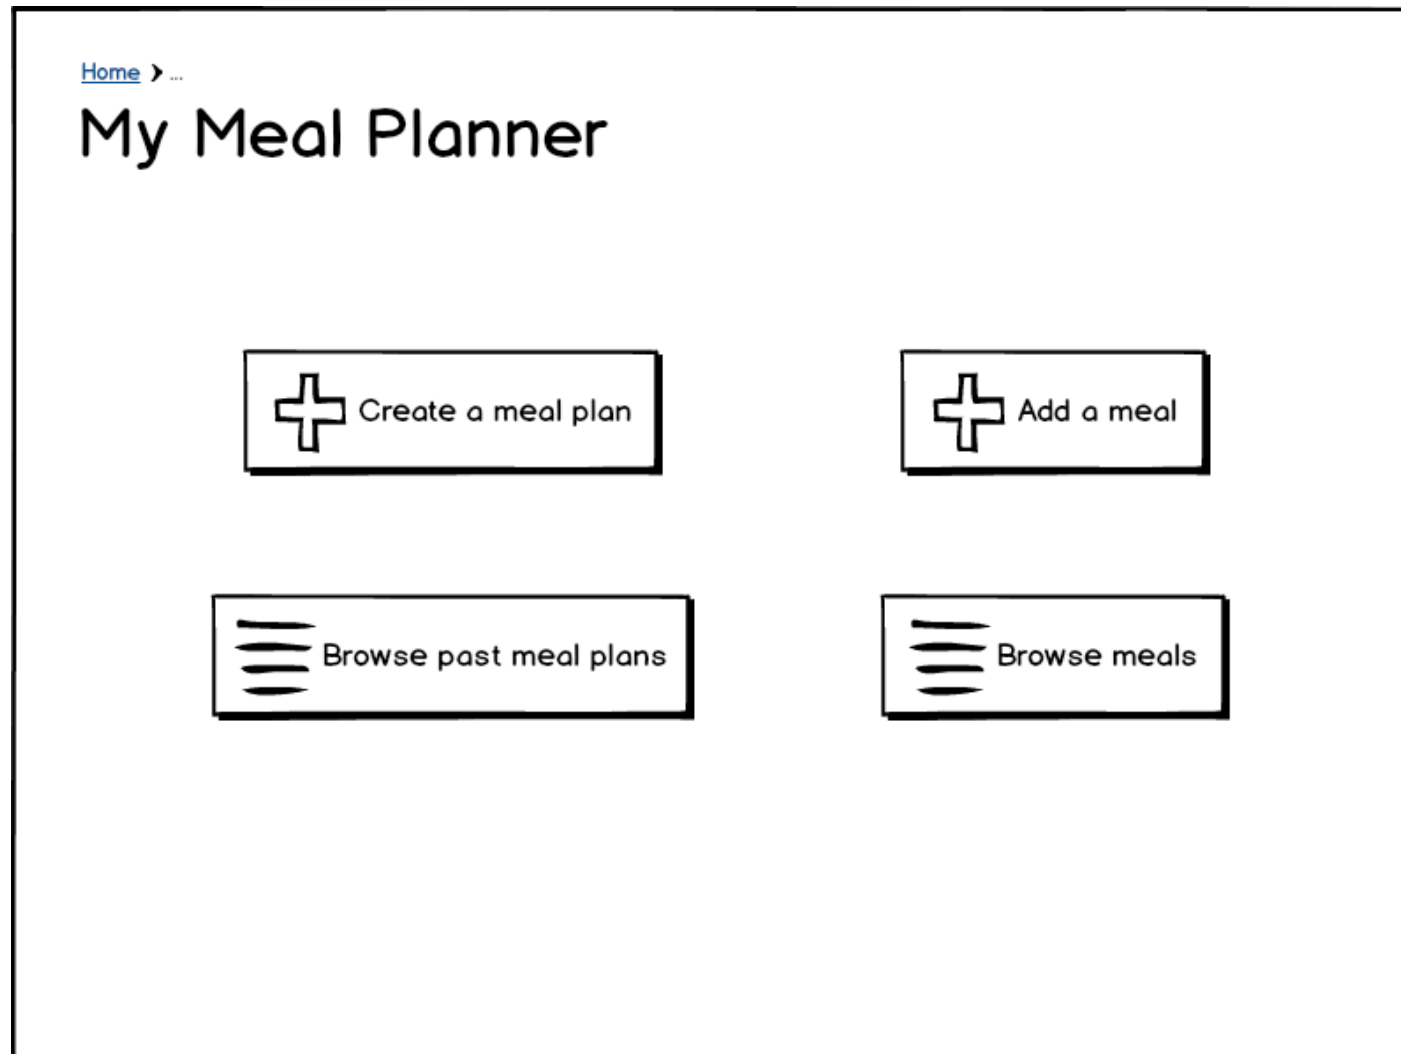 Home > ...
My Meal Planner
Create a meal plan
Add a meal
Browse past meal plans
Browse meals